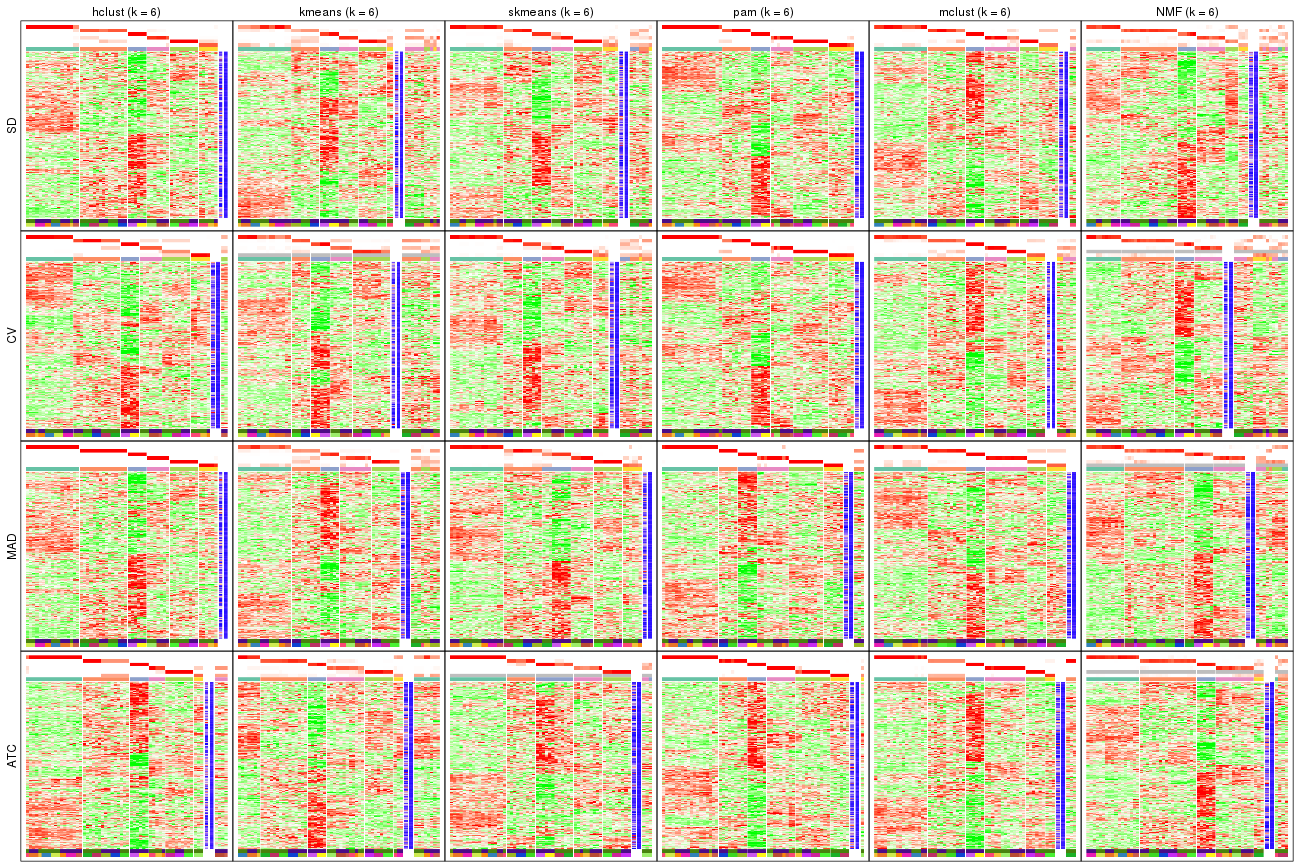 hclust (k = 6)
kmeans (k = 6)
skmeans (k = 6)
pam (k = 6)
mclust (k = 6)
NMF (k = 6)
SD
CV
MAD
ATC